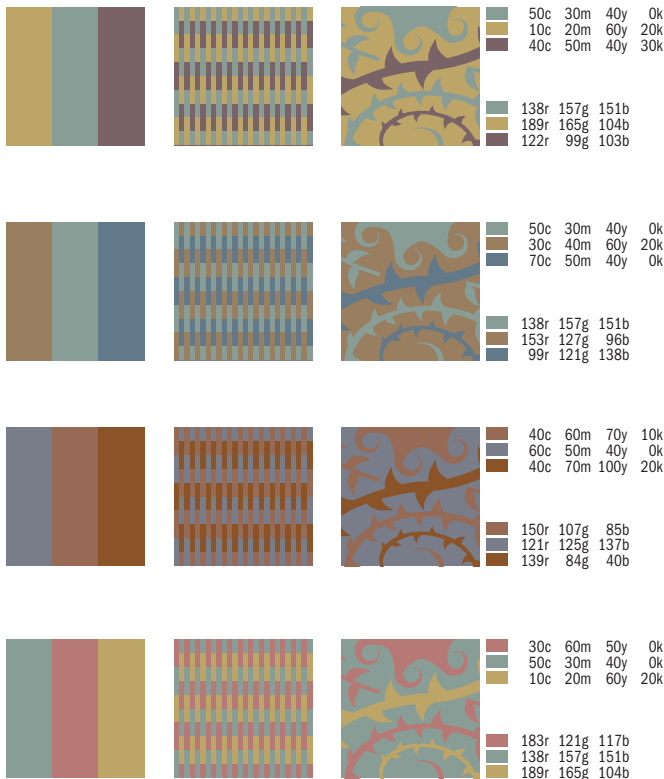 50c 30m 40y 0k
10c 20m 60y 20k
40c 50m 40y 30k
138r 157g 151b
189r 165g 104b
122r 99g 103b
50c 30m 40y 0k
30c 40m 60y 20k
70c 50m 40y 0k
138r 157g 151b
153r 127g 96b
99r 121g 138b
40c 60m 70y 10k
60c 50m 40y 0k
40c 70m 100y 20k
150r 107g 85b
121r 125g 137b
139r 84g 40b
30c 60m 50y 0k
50c 30m 40y 0k
10c 20m 60y 20k
183r 121g 117b
138r 157g 151b
189r 165g 104b